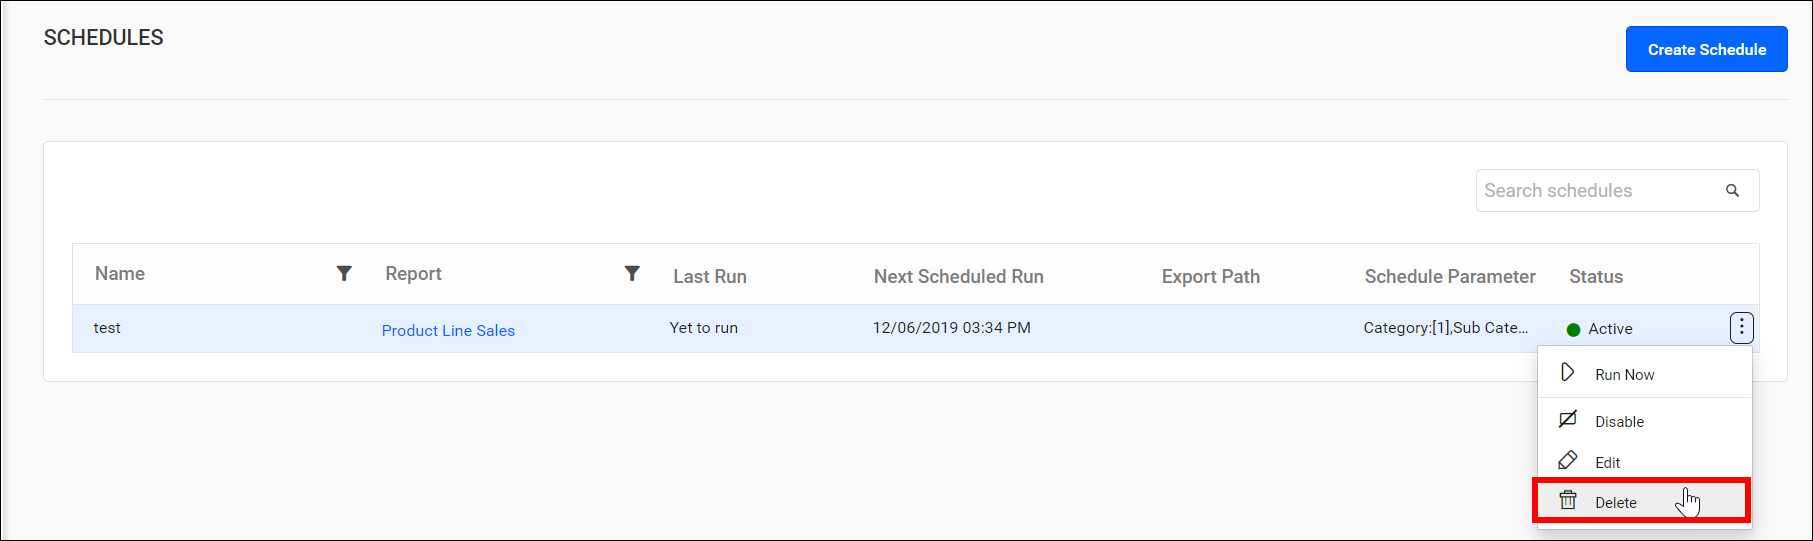 SCHEDULES
Create Schedule
Search schedules
Name Report Last Run Next Scheduled Run Export Path Schedule Parameter Status
test Product Line Sales Yet to run 12/06/2019 03:34 PM Category:[1],Sub Cate... Active
Run Now
Disable
Edit
Delete